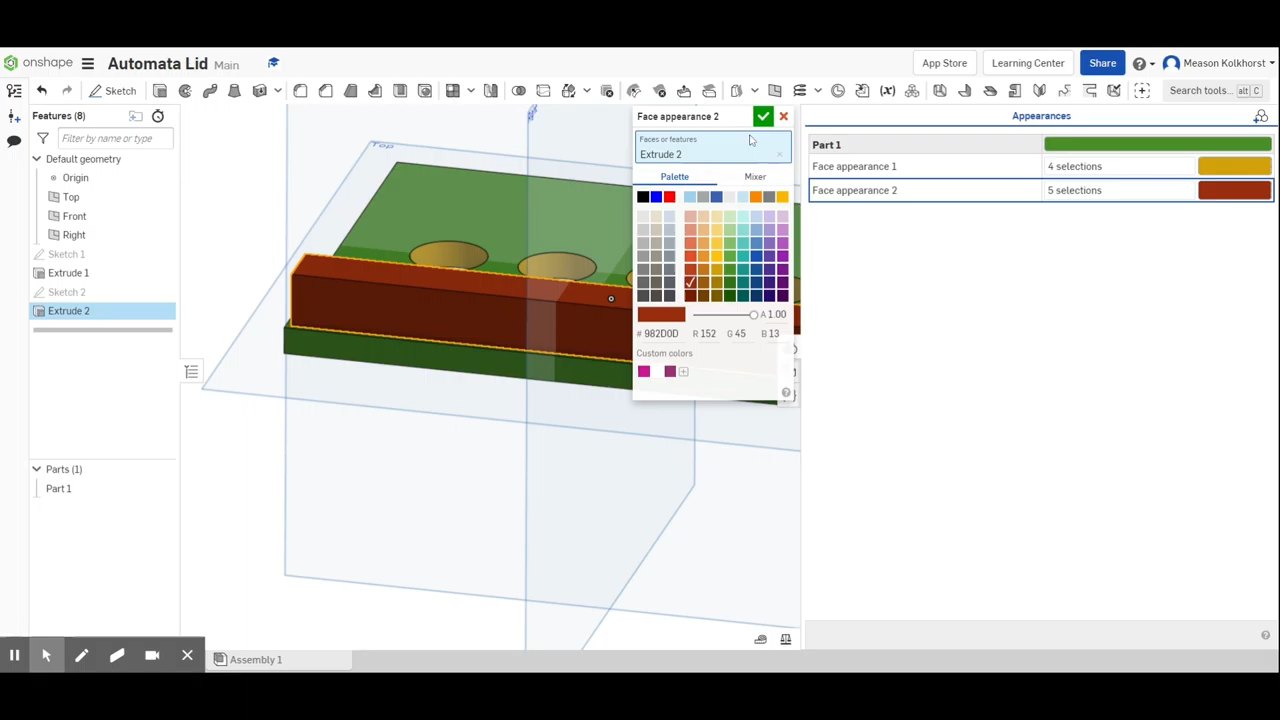 onshape Automata Lid Main App Store Learning Center Share Measson Kolkhorst
Sketch Search tools... alt C
Features (8)
Filter by name or type
Default geometry
Origin
Top
Front
Right
Sketch 1
Extrude 1
Sketch 2
Extrude 2
Parts (1)
Part 1
Top
Face appearance 2
Faces or features
Extrude 2
Palette Mixer
A 1.00
# 982D0D R 152 G 45 B 13
Custom colors
Appearances
Part 1
Face appearance 1 4 selections
Face appearance 2 5 selections
Assembly 1